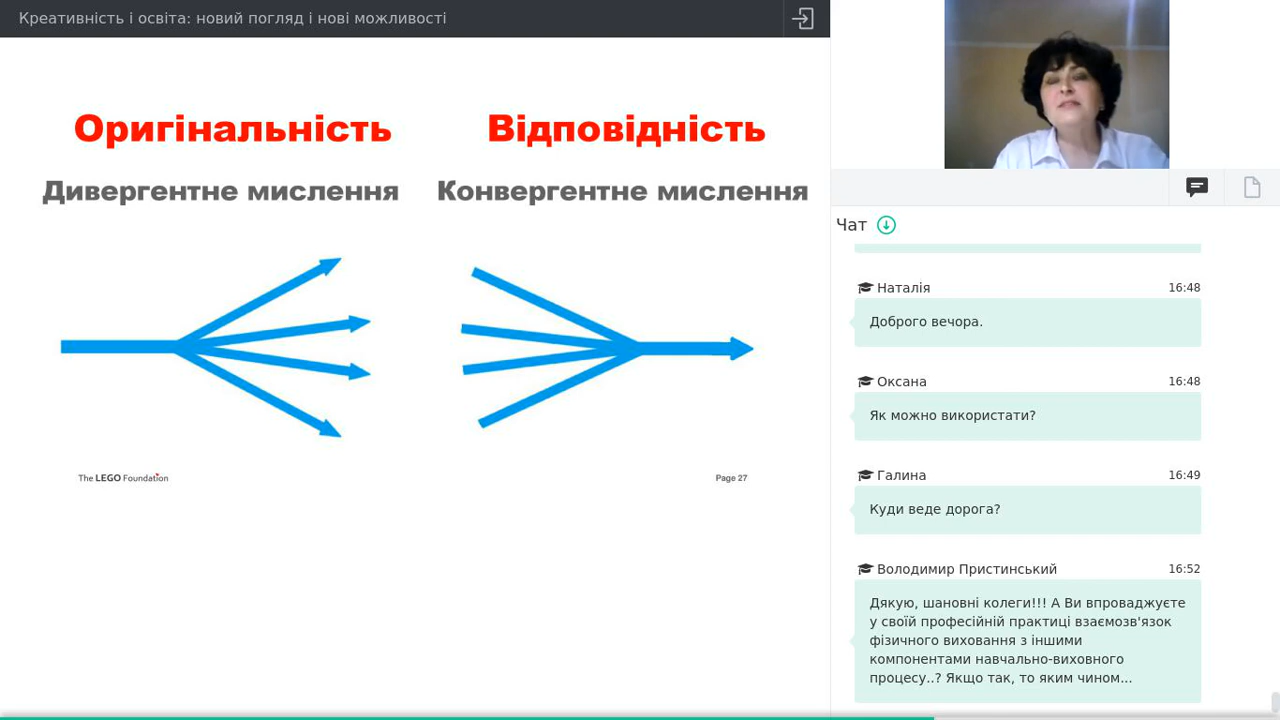 Креативність і освіта: новий погляд і нові можливості
Оригінальність
Відповідність
Дивергентне мислення
Конвергентне мислення
The LEGO Foundation
Page 27
Чат
Наталія 16:48
Доброго вечора.
Оксана 16:48
Як можно використати?
Галина 16:49
Куди веде дорога?
Володимир Пристинський 16:52
Дякую, шановні колеги!!! А Ви впроваджуєте
у своїй професійній практиці взаємозв'язок
фізичного виховання з іншими
компонентами навчально-виховного
процесу..? Якщо так, то яким чином...